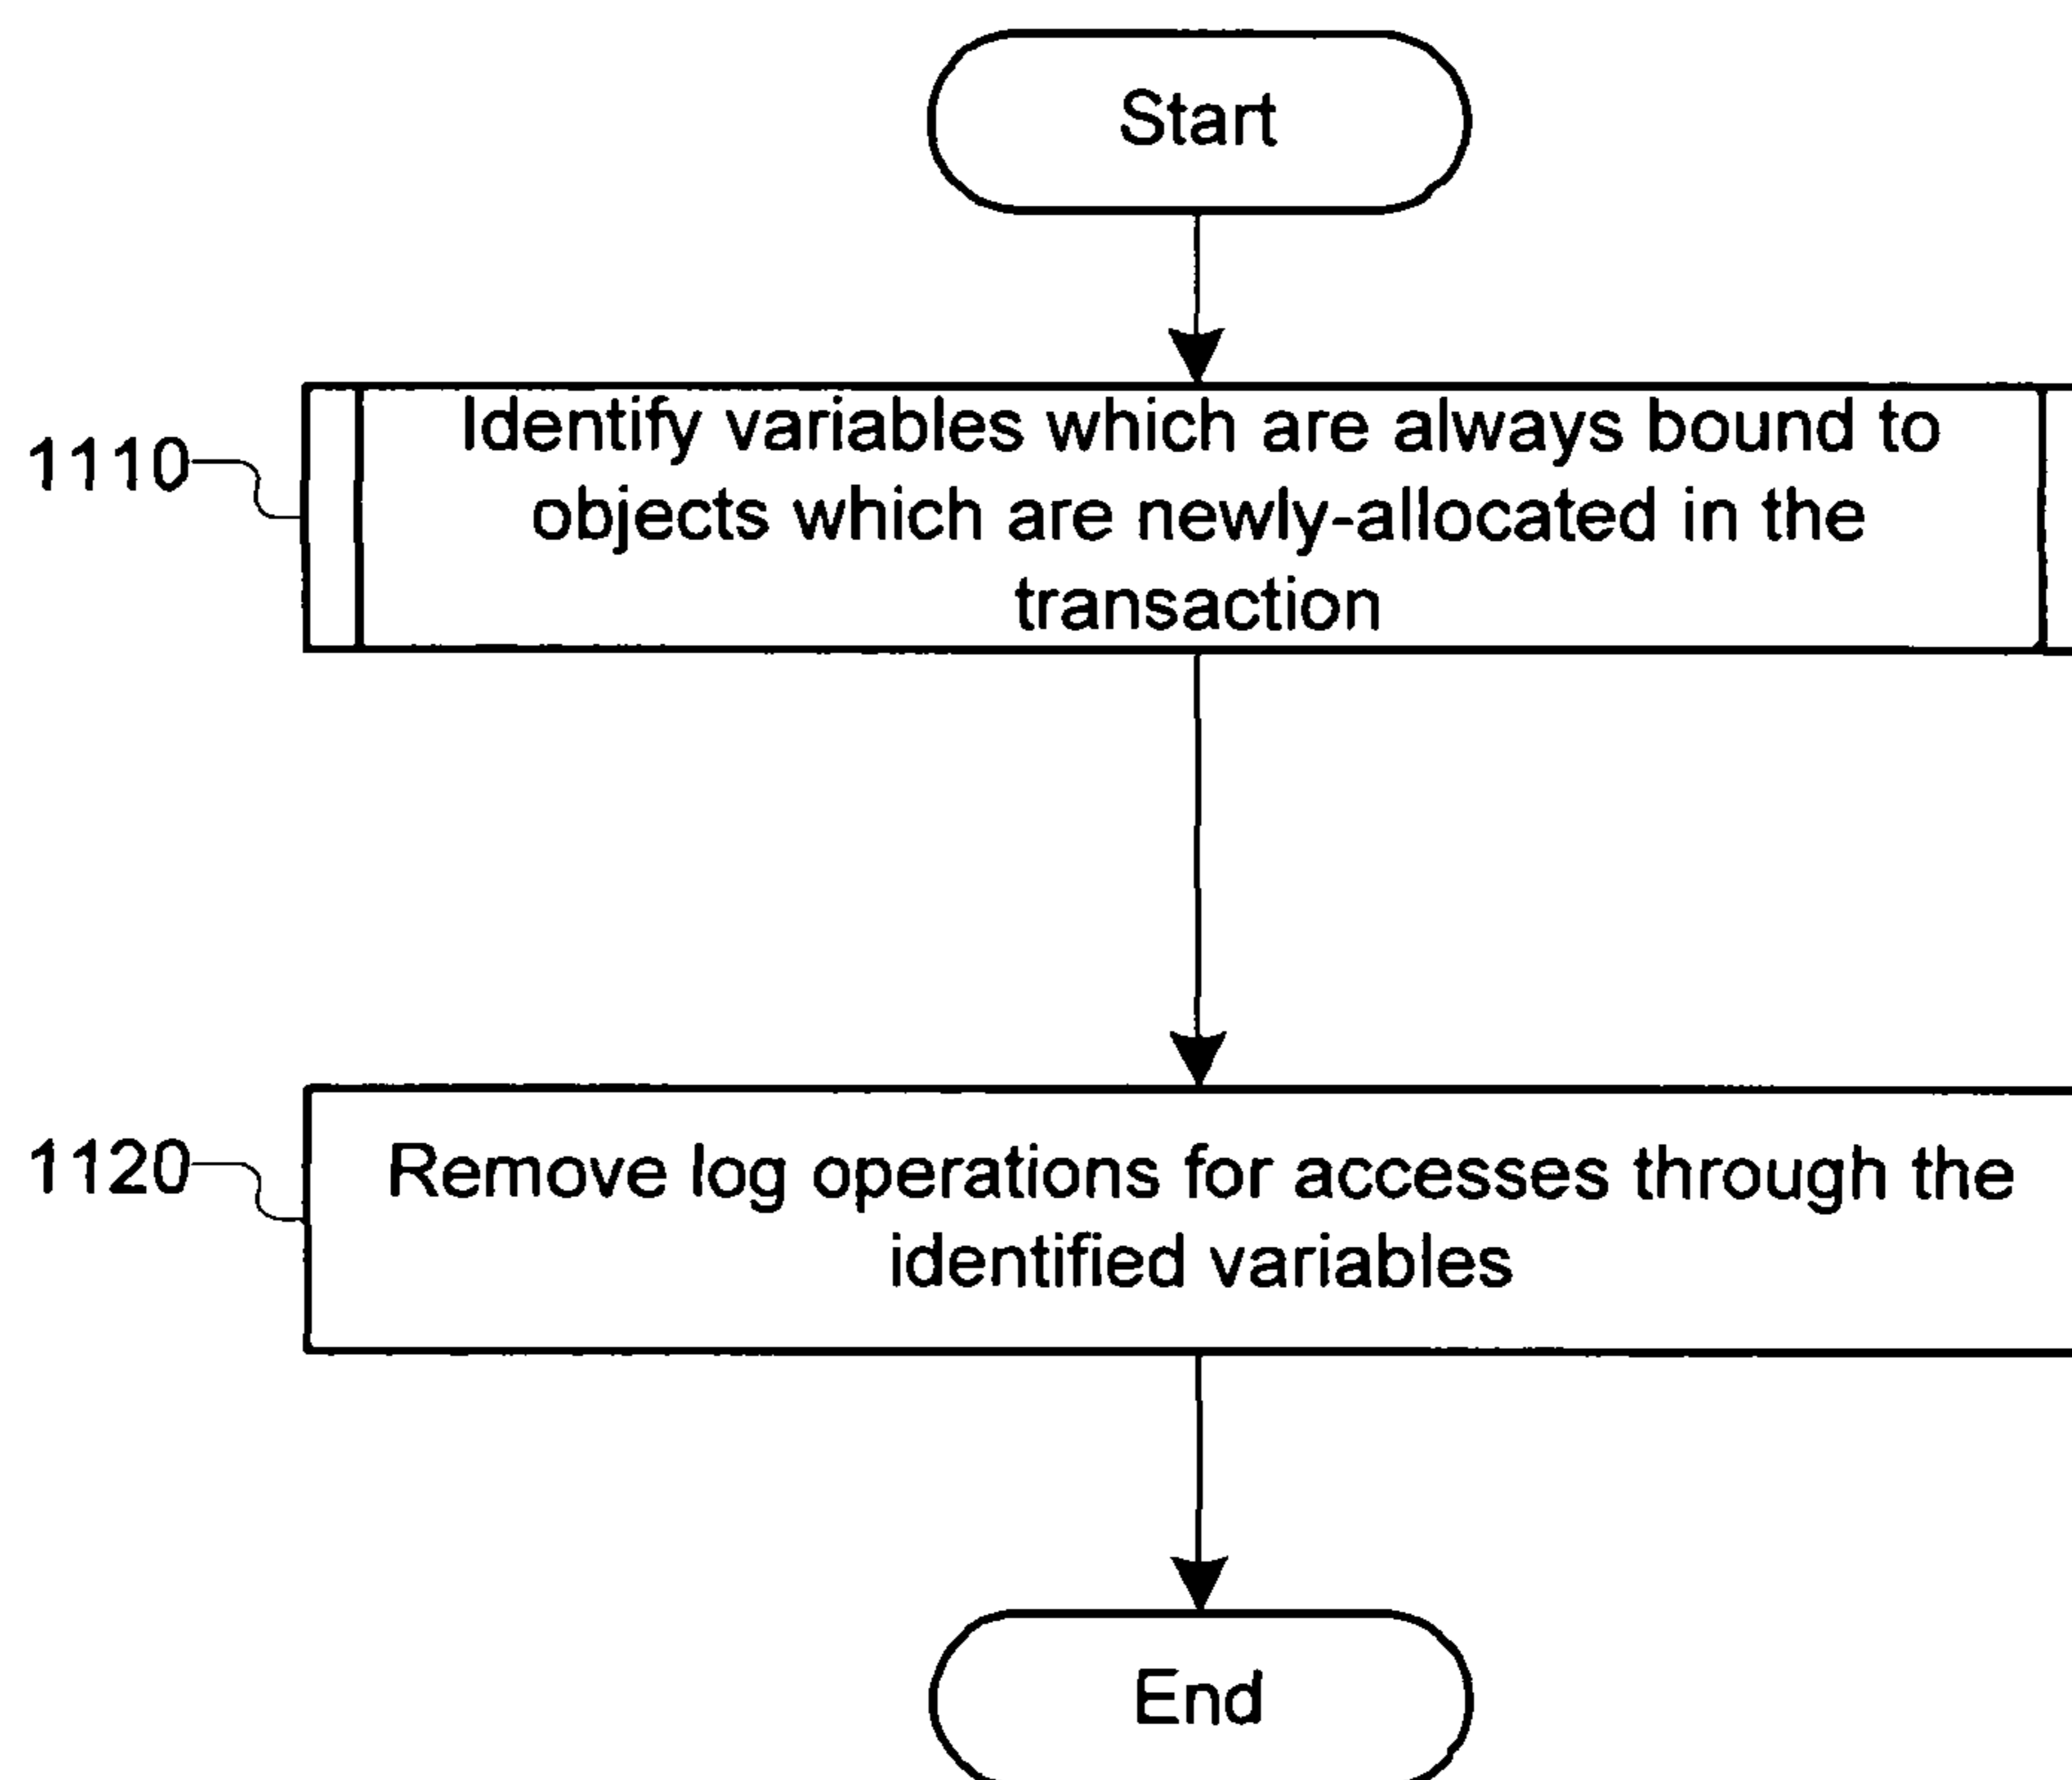 Start
1110
Identify variables which are always bound to
objects which are newly-allocated in the
transaction
1120
Remove log operations for accesses through the
identified variables
End